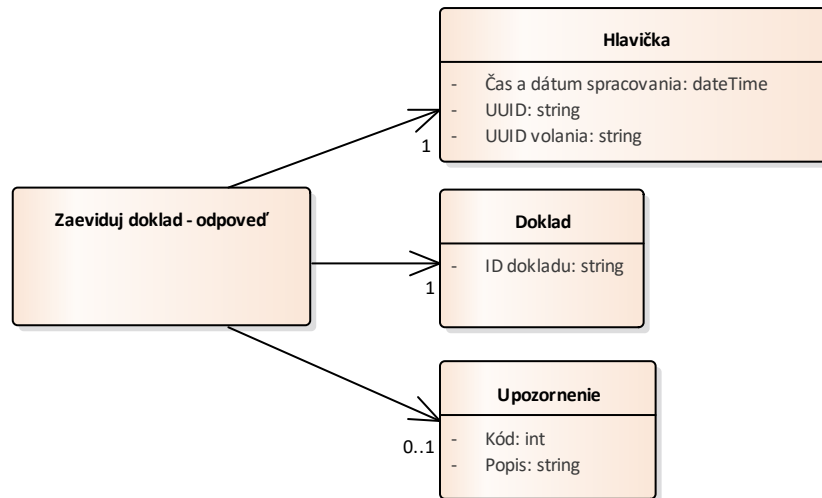 Hlavička
- Čas a dátum spracovania: dateTime
- UUID: string
- UUID volania: string
1
Zaeviduj doklad - odpoveď
Doklad
- ID dokladu: string
1
Upozornenie
- Kód: int
- Popis: string
0..1